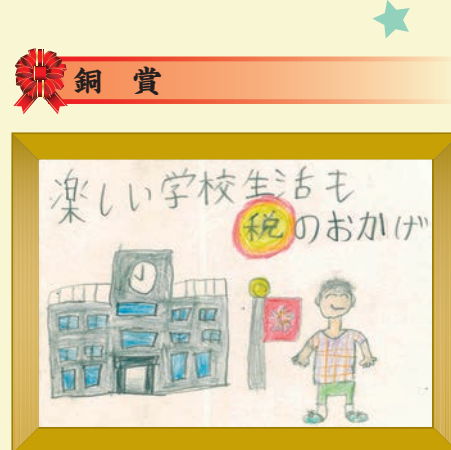 銅 賞
楽しい学校生活も
税のおかげ